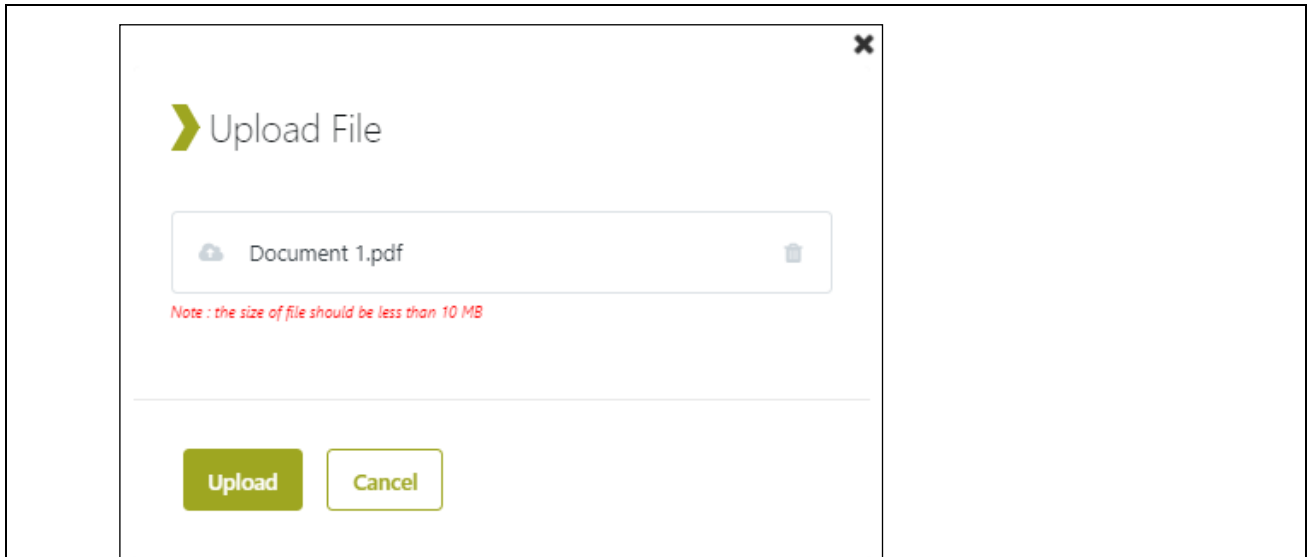 Upload File
Document 1.pdf
Note : the size of file should be less than 10 MB
Upload Cancel